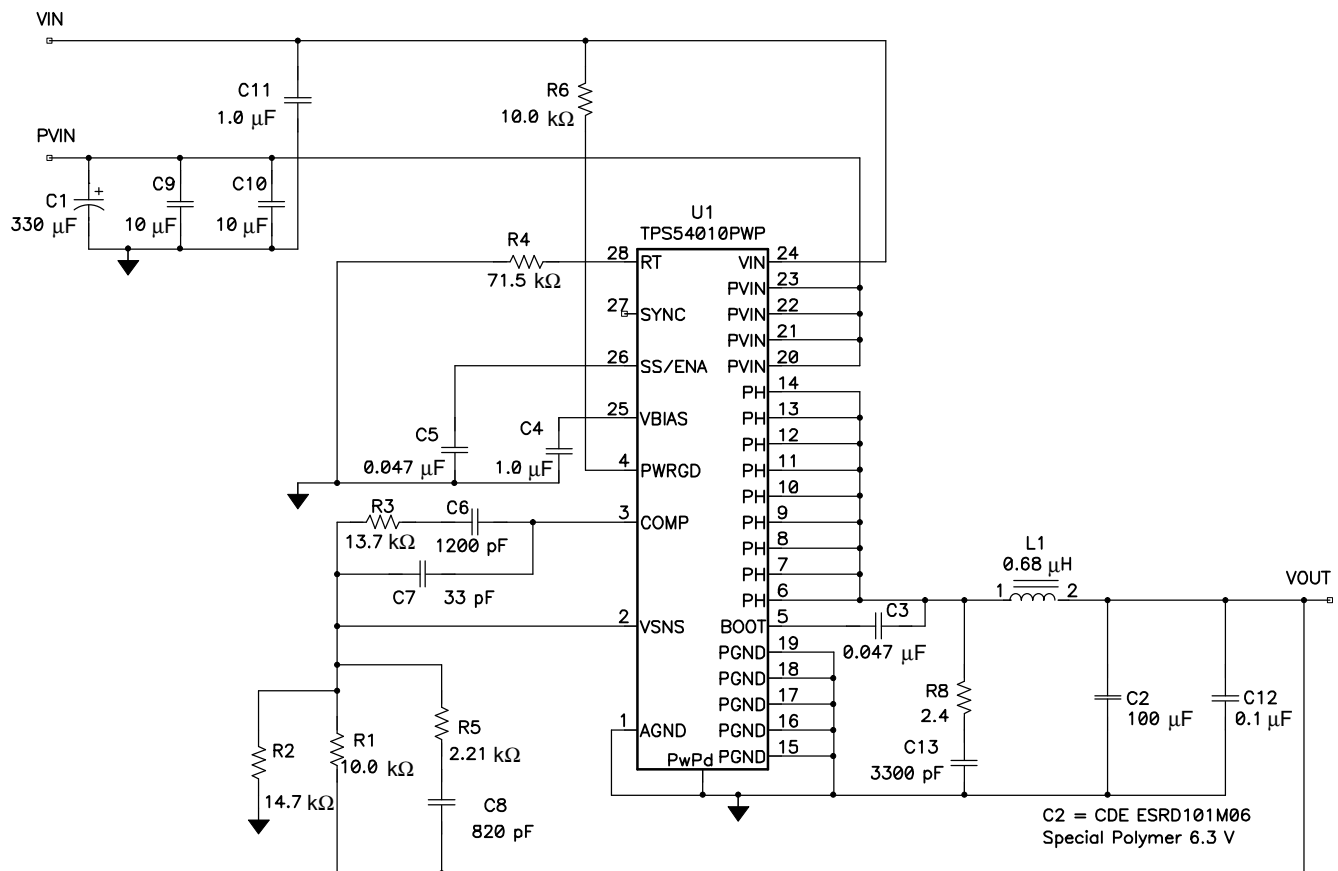 VIN
C11
1.0 μF
R6
10.0 kΩ
PVIN
C1
+
330 μF
C9
10 μF
C10
10 μF
U1
TPS54010PWP
R4
71.5 kΩ
28 RT
27 SYNC
26 SS/ENA
25 VBIAS
4 PWRGD
3 COMP
2 VSNS
1 AGND
PwPd
VIN 24
PVIN 23
PVIN 22
PVIN 21
PVIN 20
PH 14
PH 13
PH 12
PH 11
PH 10
PH 9
PH 8
PH 7
PH 6
BOOT 5
PGND 19
PGND 18
PGND 17
PGND 16
PGND 15
C5
0.047 μF
C4
1.0 μF
R3
13.7 kΩ
C6
1200 pF
C7
33 pF
R2
14.7 kΩ
R1
10.0 kΩ
R5
2.21 kΩ
C8
820 pF
C3
0.047 μF
L1
0.68 μH
1 2
VOUT
R8
2.4
C13
3300 pF
C2
100 μF
C12
0.1 μF
C2 = CDE ESRD101M06
Special Polymer 6.3 V